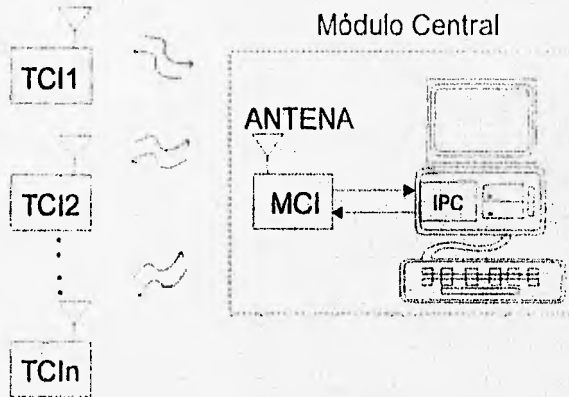 Módulo Central
TCI1
ANTENA
TCI2
MCI
IPC
TCIn